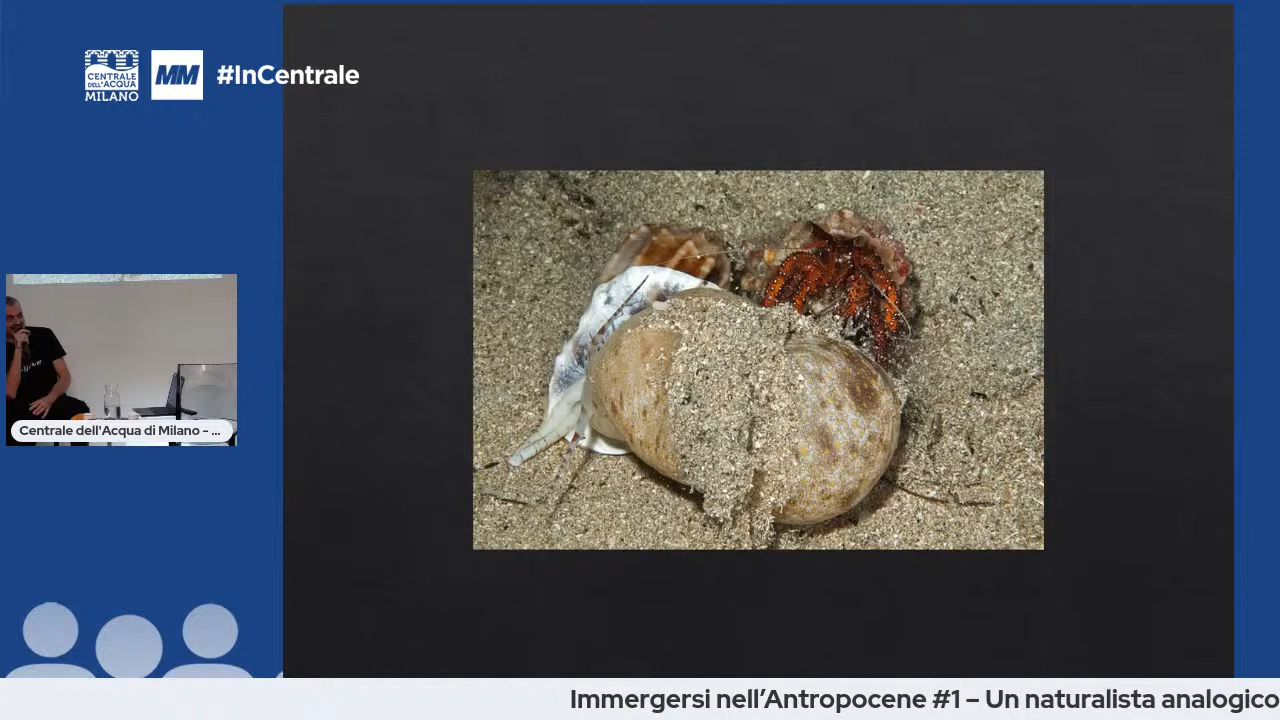 CENTRALE
DELL'ACQUA
MILANO
MM
#InCentrale
Centrale dell'Acqua di Milano - ...
Immergersi nell’Antropocene #1 – Un naturalista analogico